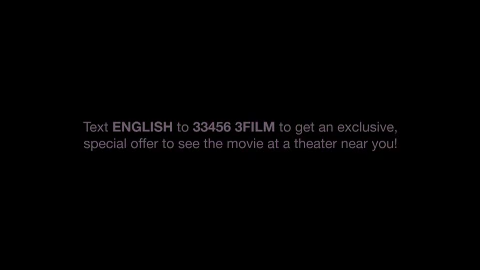 Text ENGLISH to 33456 3FILM to get an exclusive,
special offer to see the movie at a theater near you!